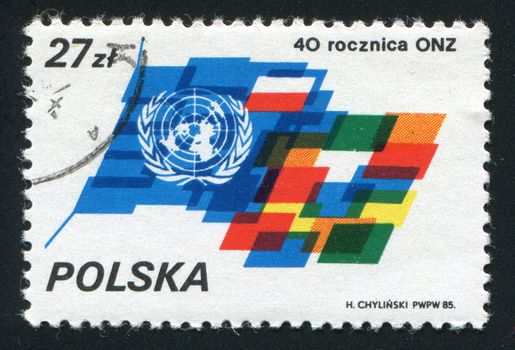 27 zł
40 rocznica ONZ
POLSKA
H. CHYLIŃSKI PWPW 85.